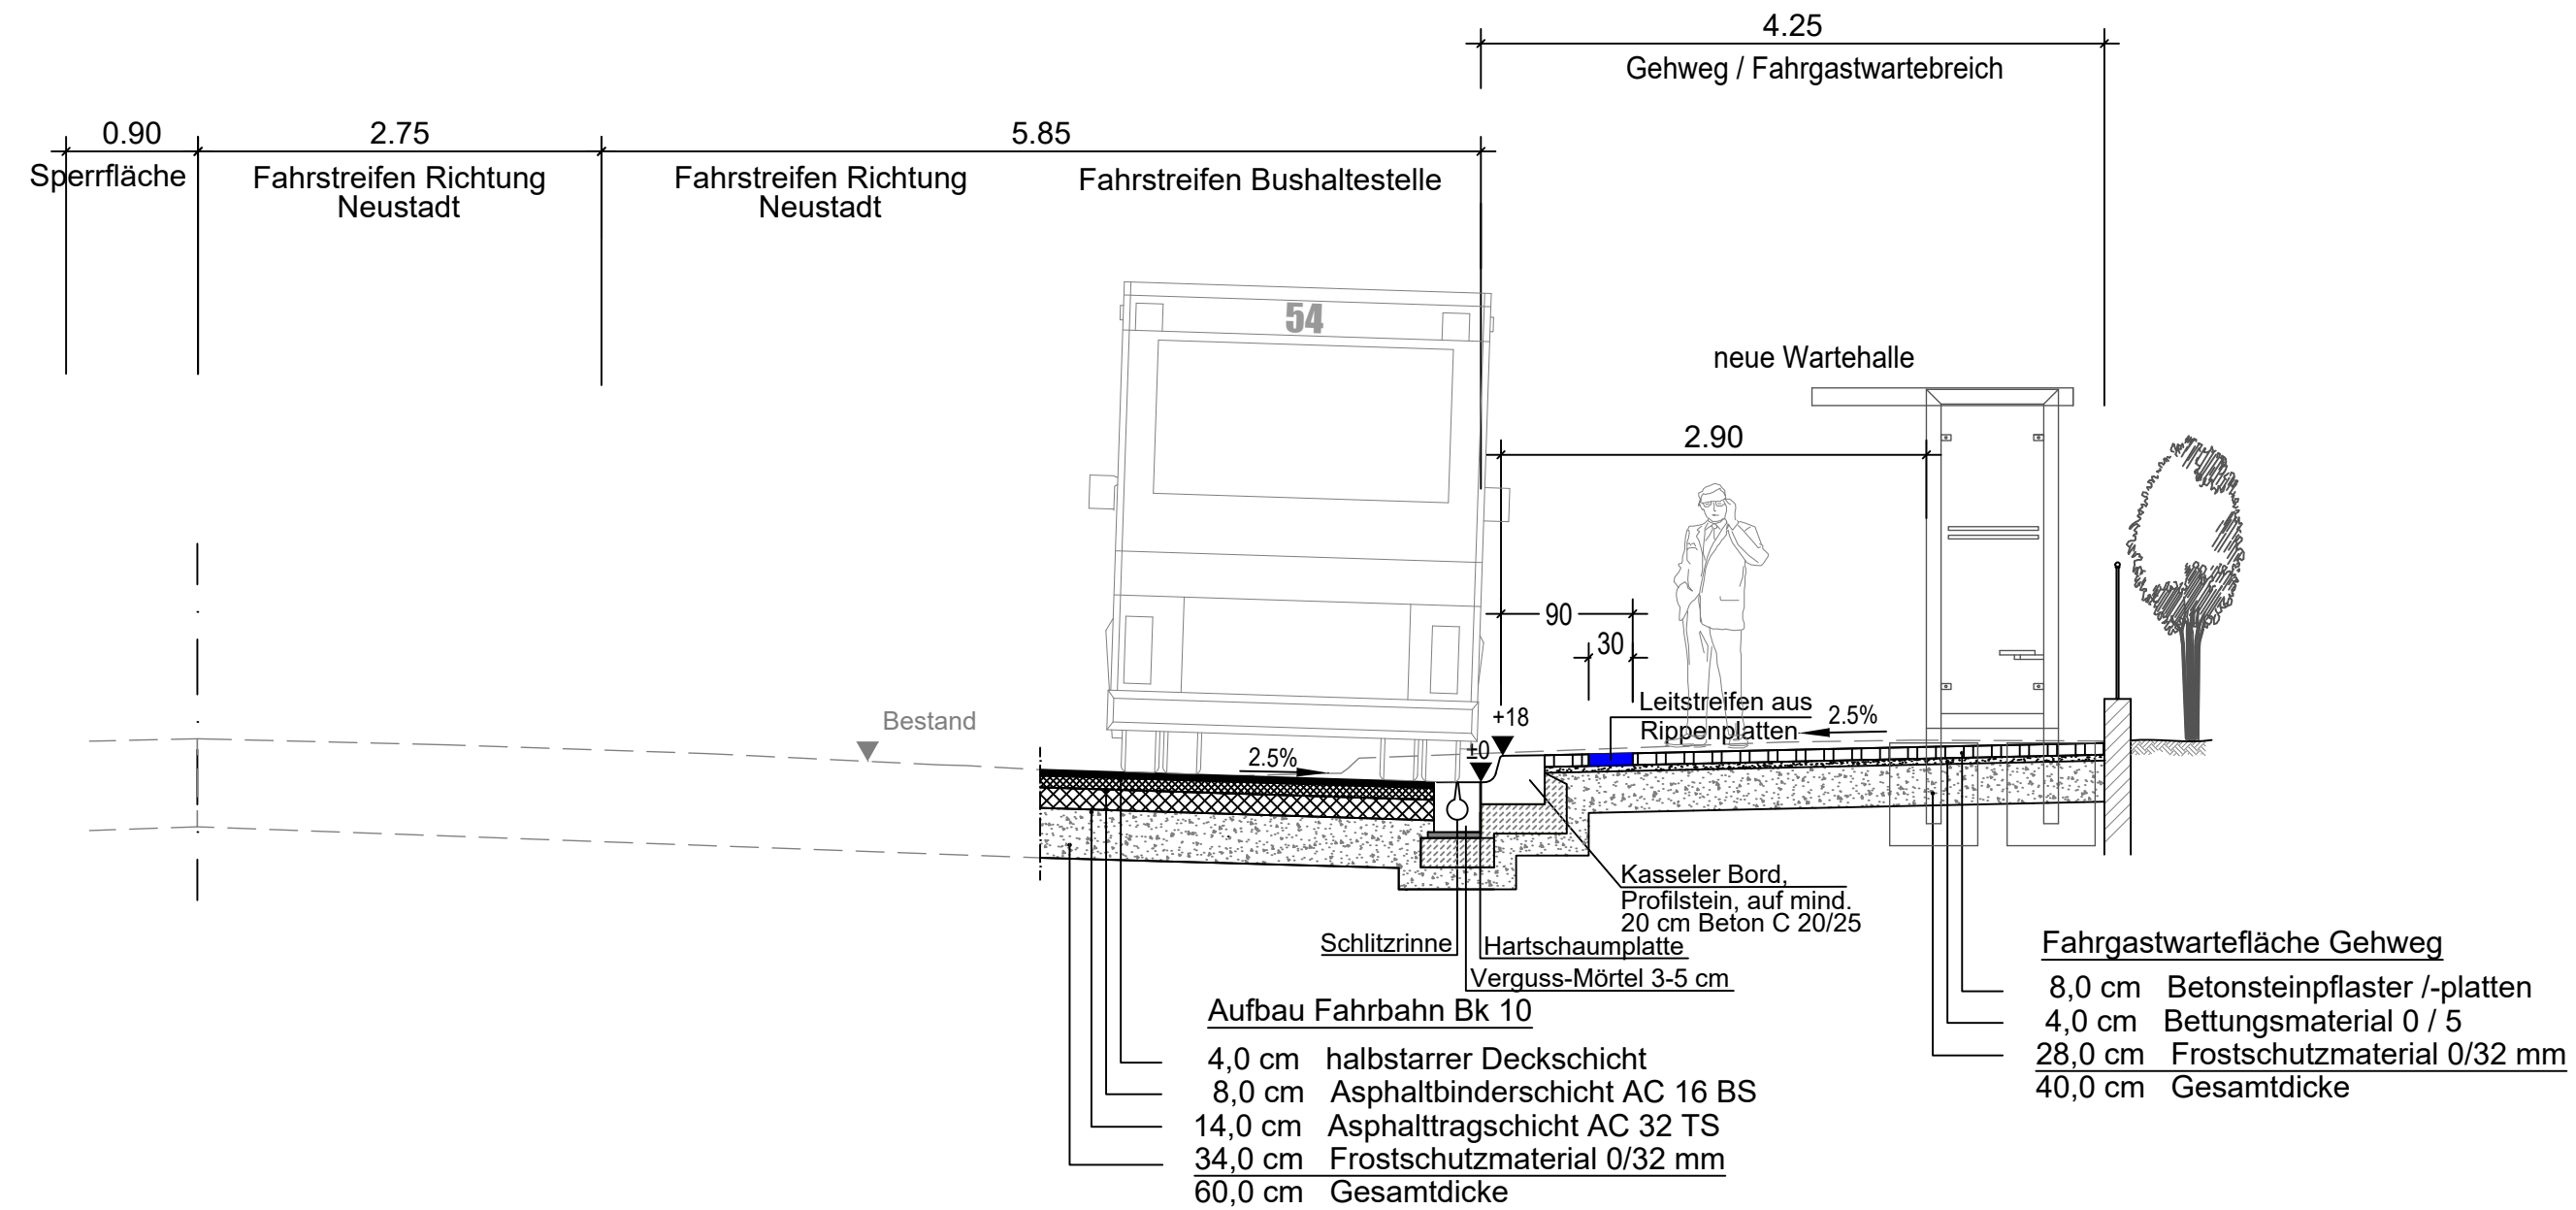 4.25
Gehweg / Fahrgastwartebreich
0.90
2.75
5.85
Sperrfläche
Fahrstreifen Richtung
Neustadt
Fahrstreifen Richtung
Neustadt
Fahrstreifen Bushaltestelle
54
neue Wartehalle
2.90
90
30
Leitstreifen aus
Rippenplatten
2.5%
+18
±0
Bestand
2.5%
Kasseler Bord,
Profilstein, auf mind.
20 cm Beton C 20/25
Schlitzrinne
Hartschaumplatte
Verguss-Mörtel 3-5 cm
Aufbau Fahrbahn Bk 10
4,0 cm halbstarrer Deckschicht
8,0 cm Asphaltbinderschicht AC 16 BS
14,0 cm Asphalttragschicht AC 32 TS
34,0 cm Frostschutzmaterial 0/32 mm
60,0 cm Gesamtdicke
Fahrgastwartefläche Gehweg
8,0 cm Betonsteinpflaster /-platten
4,0 cm Bettungsmaterial 0 / 5
28,0 cm Frostschutzmaterial 0/32 mm
40,0 cm Gesamtdicke